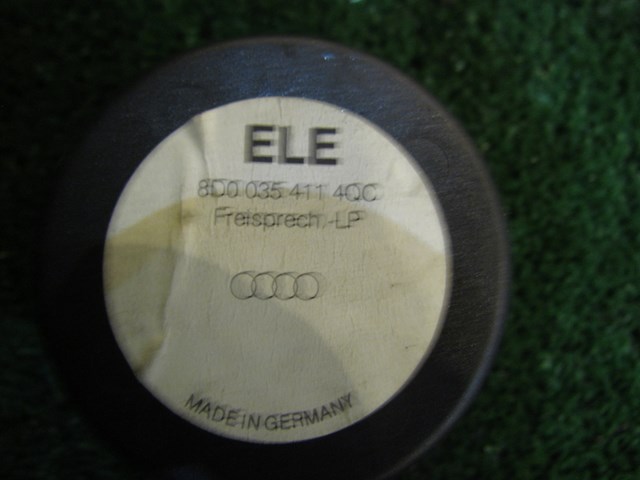 ELE
8D0 035 411 4QC
Freisprech.-LP
MADE IN GERMANY